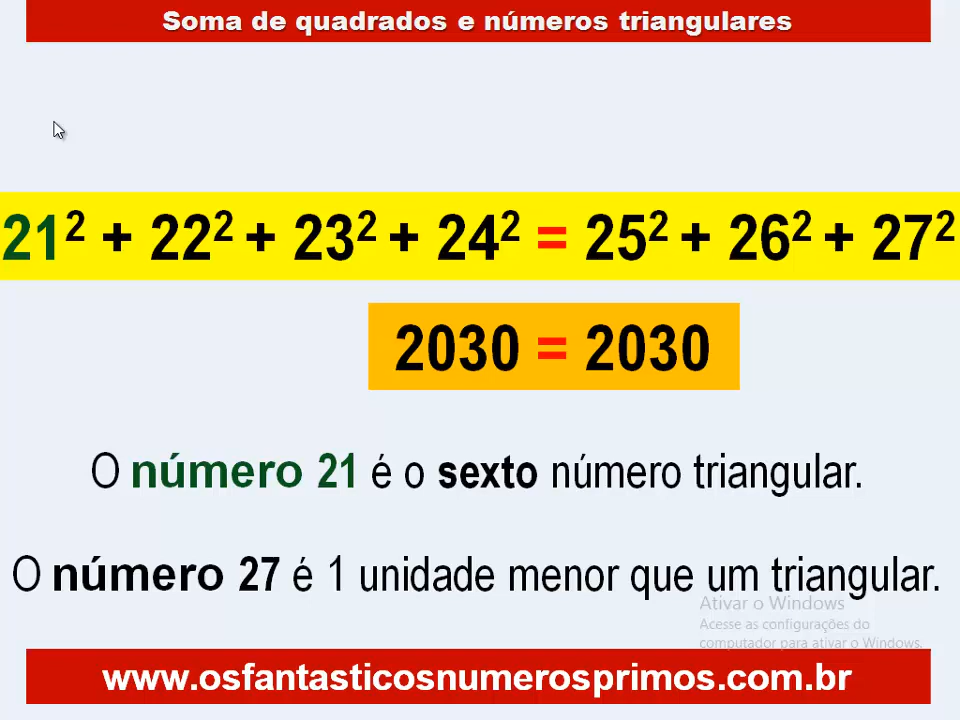 Soma de quadrados e números triangulares
21² + 22² + 23² + 24² = 25² + 26² + 27²
2030 = 2030
O número 21 é o sexto número triangular.
O número 27 é 1 unidade menor que um triangular.
Ativar o Windows
Acesse as configurações do
computador para ativar o Windows.
www.osfantasticosnumerosprimos.com.br